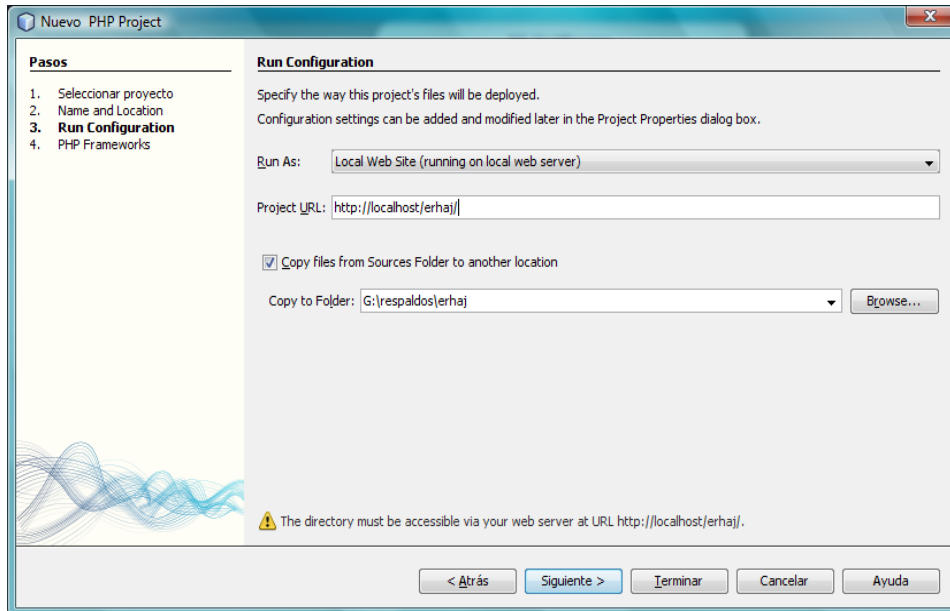 Nuevo PHP Project
Pasos
1. Seleccionar proyecto
2. Name and Location
3. Run Configuration
4. PHP Frameworks
Run Configuration
Specify the way this project's files will be deployed.
Configuration settings can be added and modified later in the Project Properties dialog box.
Run As: Local Web Site (running on local web server)
Project URL: http://localhost/erhaj/
Copy files from Sources Folder to another location
Copy to Folder: G:\respaldos\erhaj Browse...
The directory must be accessible via your web server at URL http://localhost/erhaj/.
< Atrás Siguiente > Terminar Cancelar Ayuda